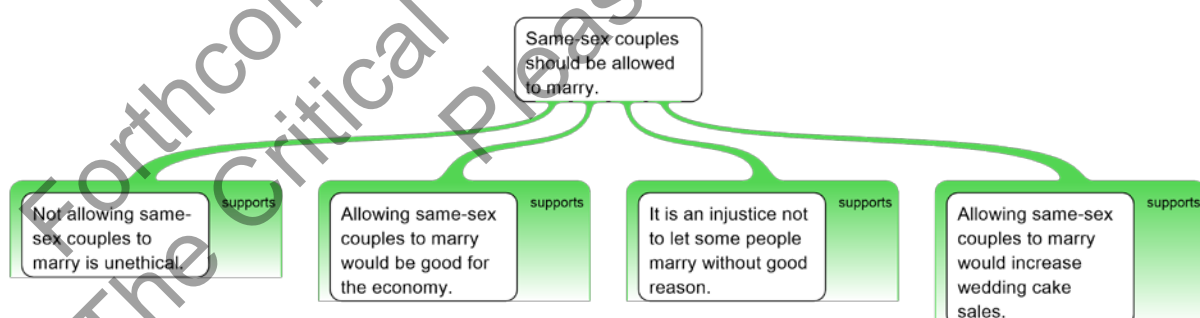 Same-sex couples
should be allowed
to marry.
Not allowing same-
sex couples to
marry is unethical.
supports
Allowing same-sex
couples to marry
would be good for
the economy.
supports
It is an injustice not
to let some people
marry without good
reason.
supports
Allowing same-sex
couples to marry
would increase
wedding cake
sales.
supports
The Critical